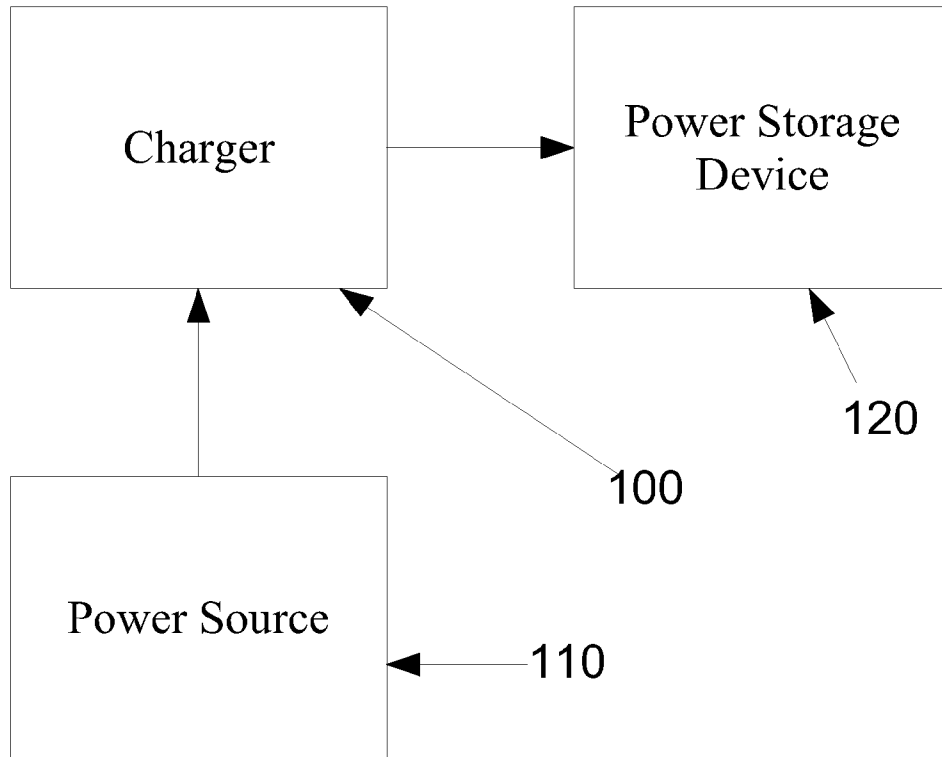 Charger
Power Storage
Device
120
100
Power Source
110